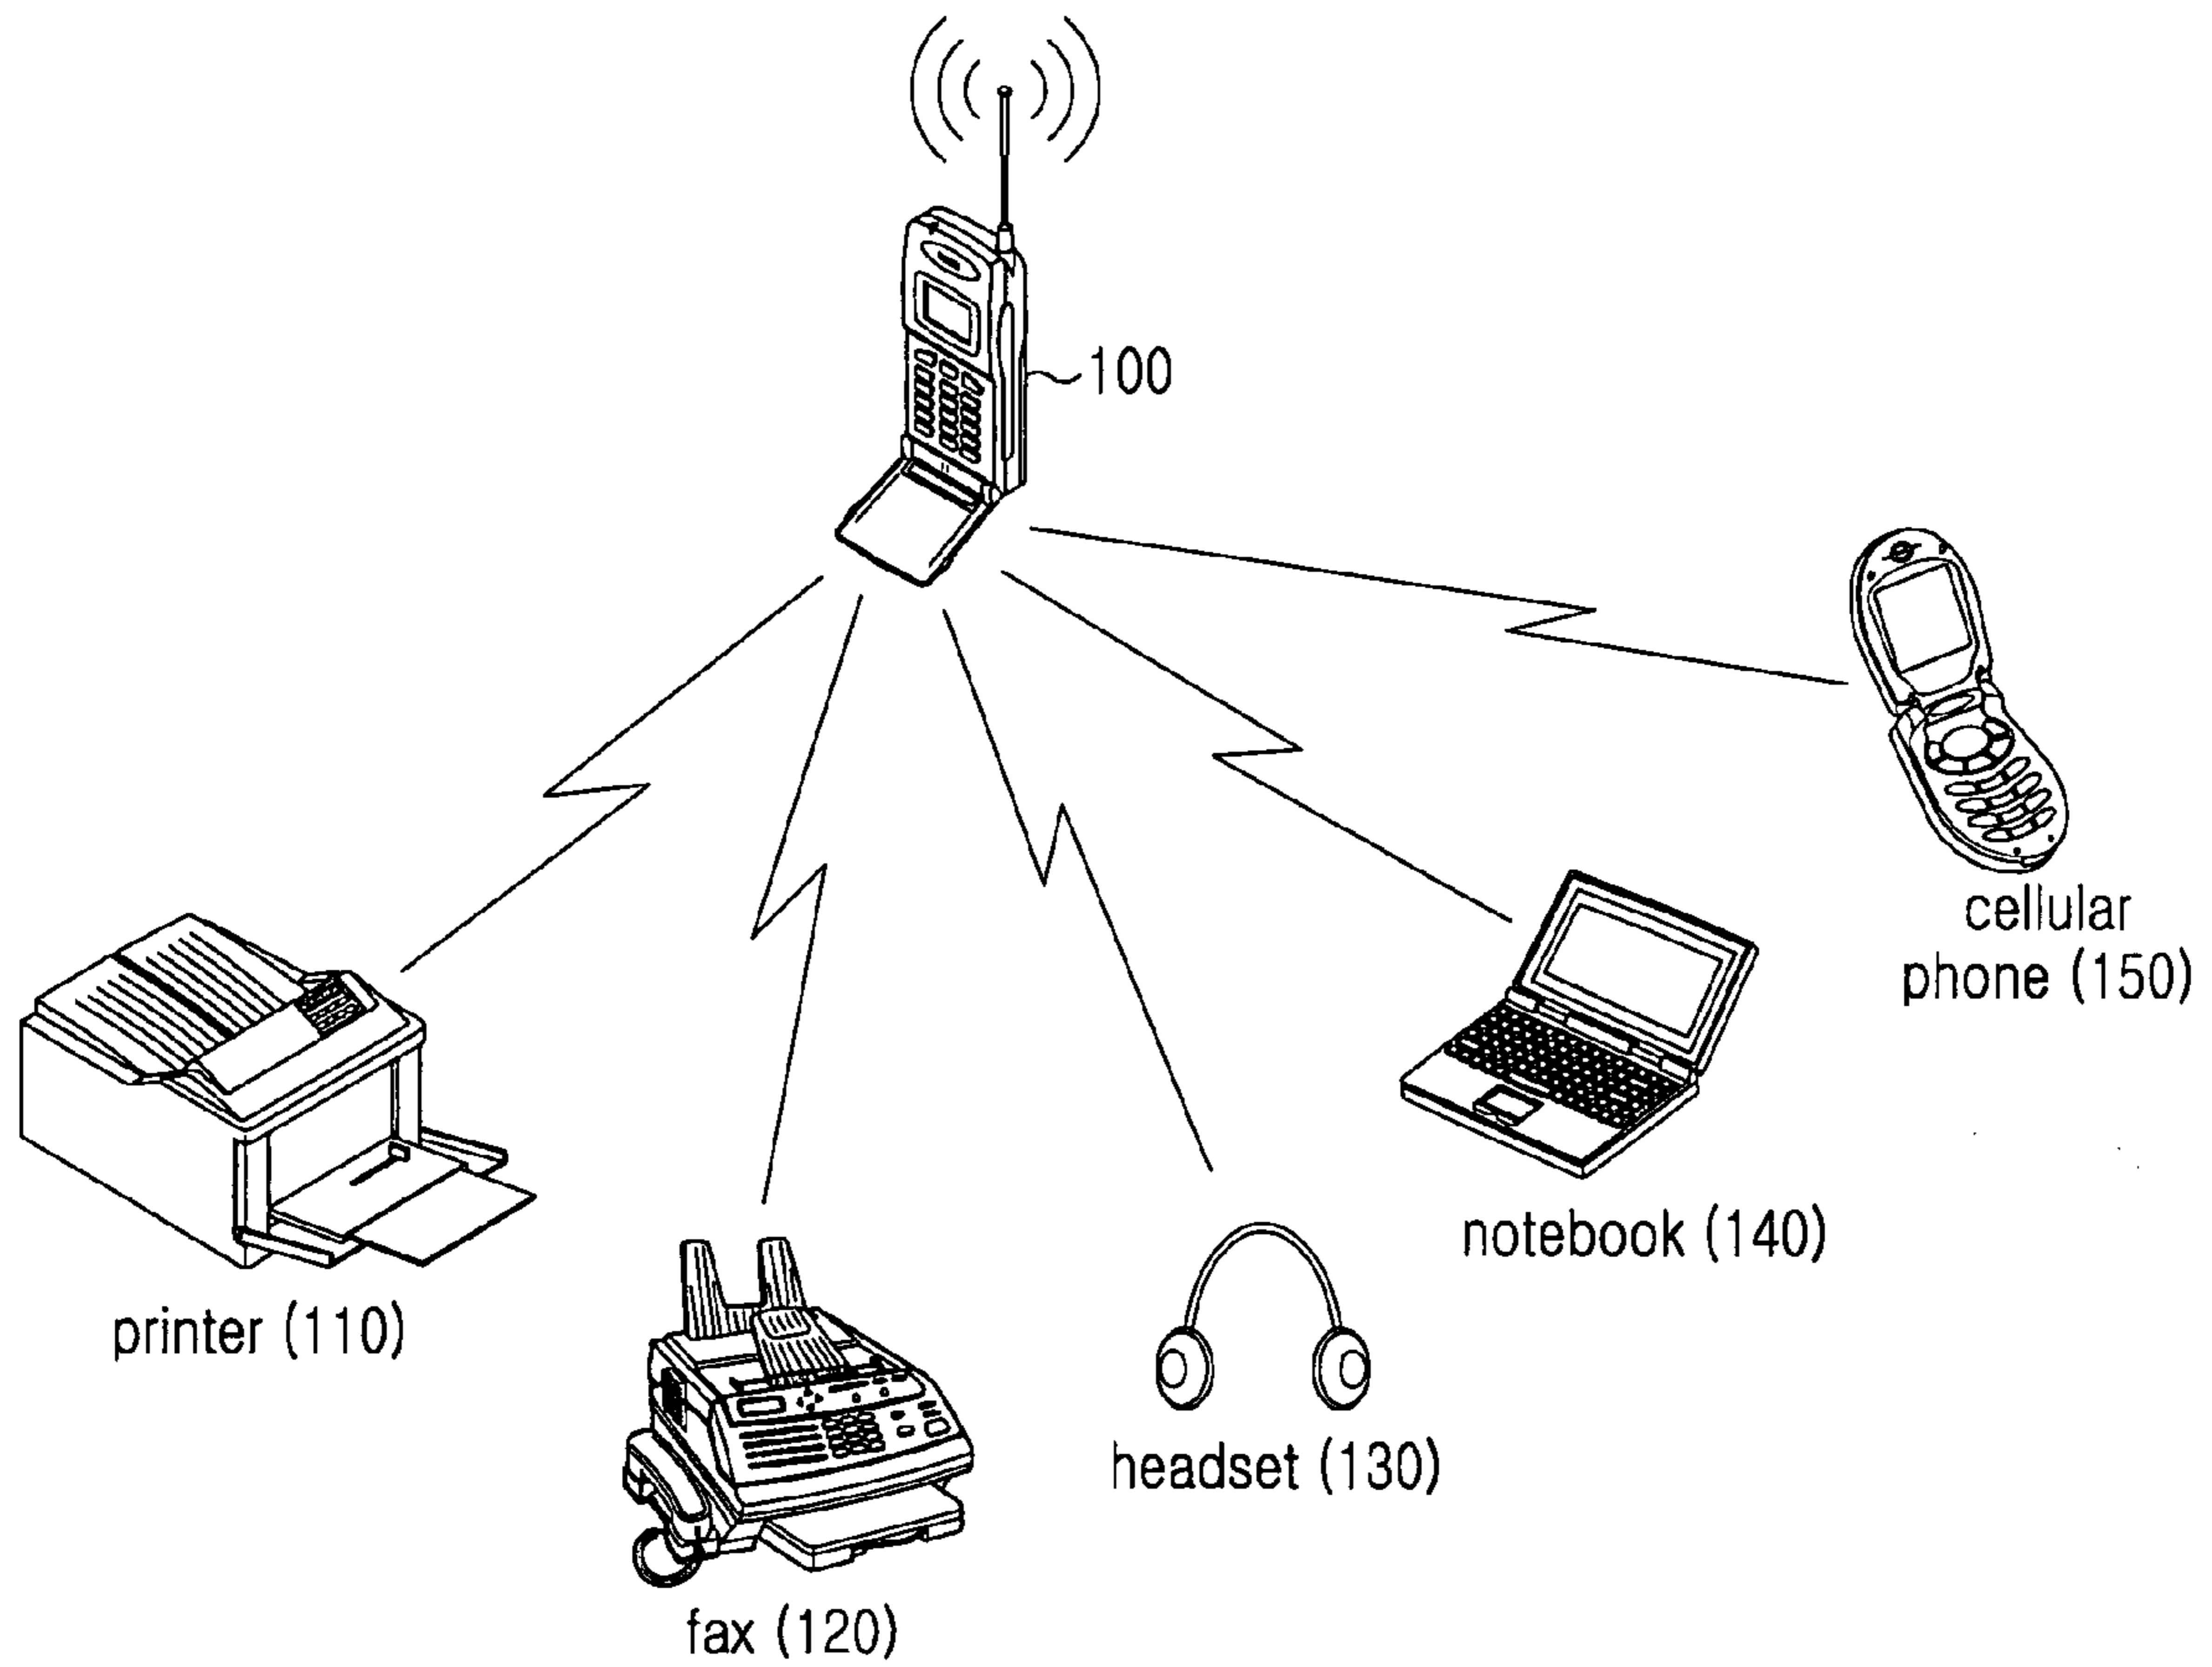 100
cellular
phone (150)
notebook (140)
printer (110)
headset (130)
fax (120)